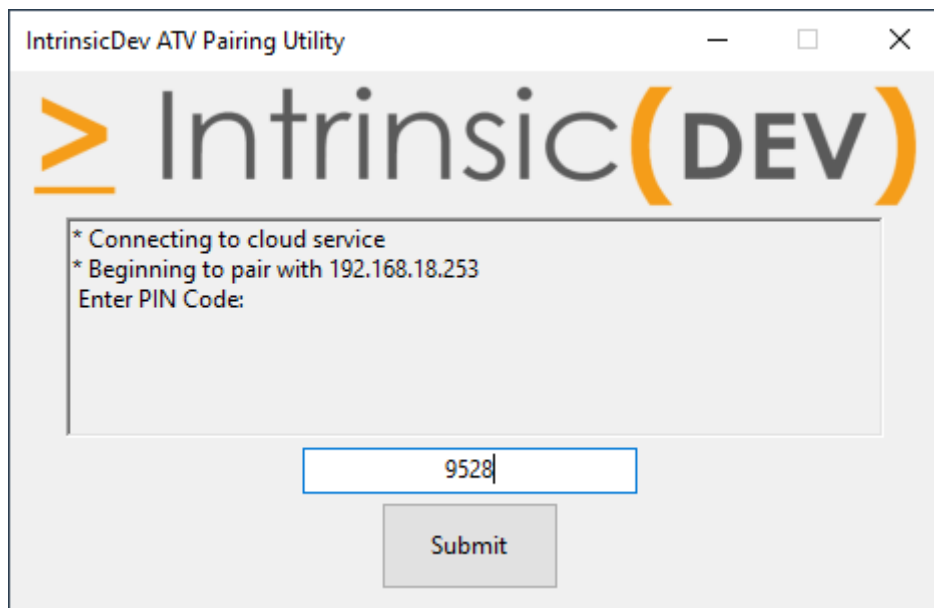 IntrinsicDev ATV Pairing Utility
> Intrinsic(DEV)
* Connecting to cloud service
* Beginning to pair with 192.168.18.253
Enter PIN Code:
9528
Submit